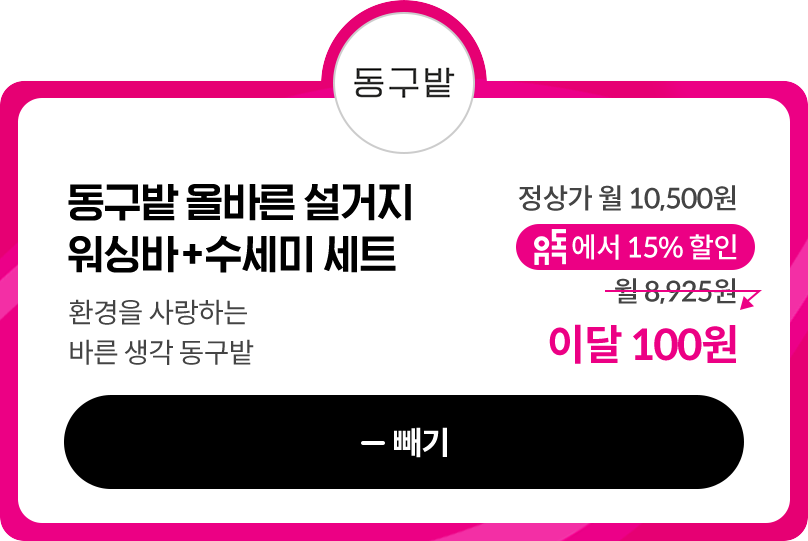 동구밭
동구밭 올바른 설거지
워싱바+수세미 세트
환경을 사랑하는
바른 생각 동구밭
정상가 월 10,500원
유독에서 15% 할인
월 8,925원
이달 100원
— 빼기